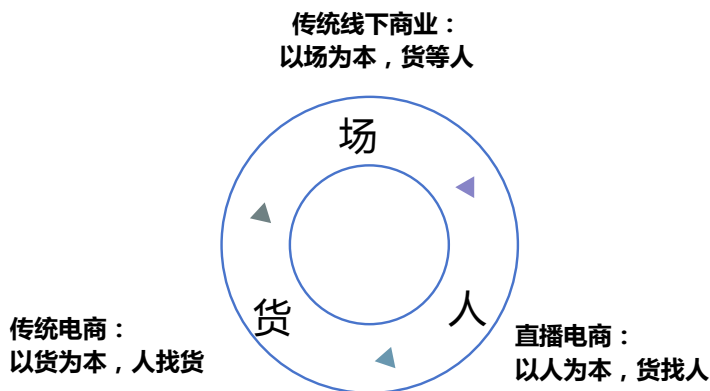 传统线下商业：
以场为本，货等人
场
货
人
传统电商：
以货为本，人找货
直播电商：
以人为本，货找人